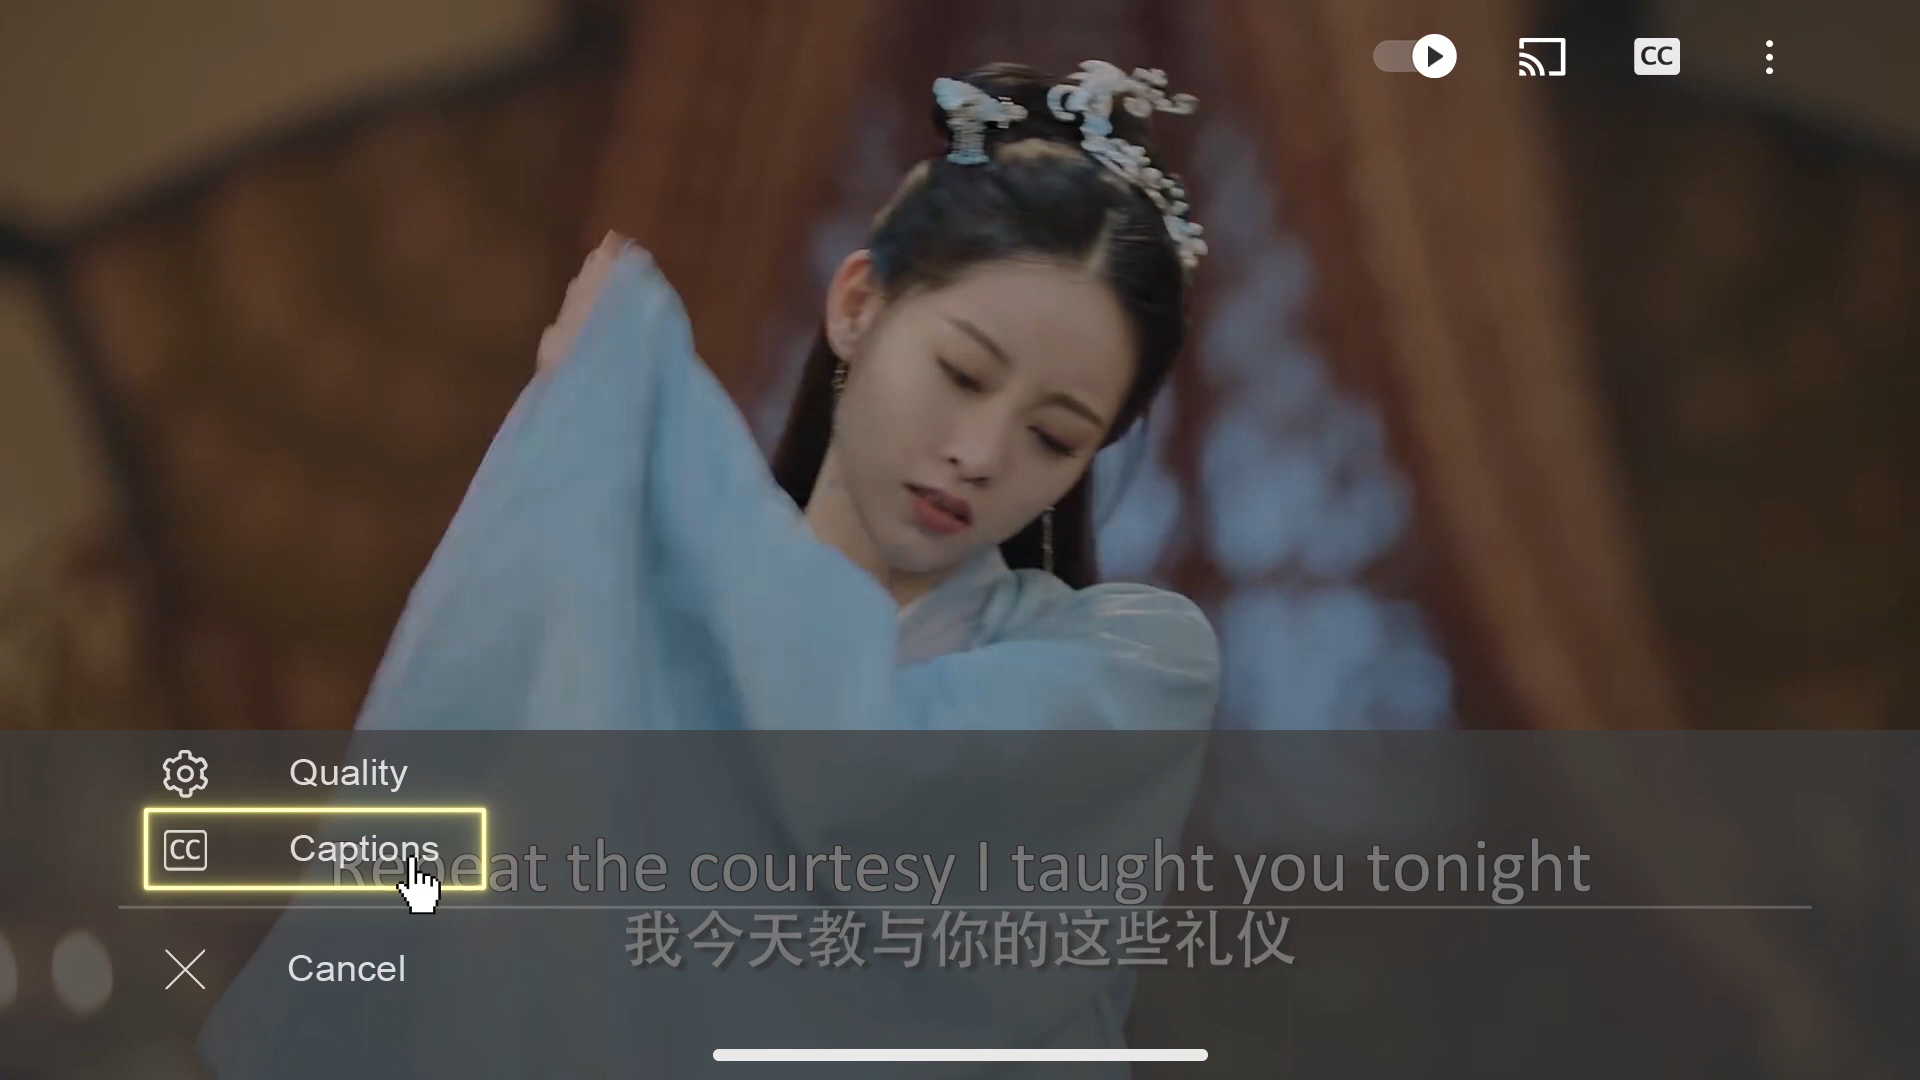 CC
Quality
CC Captions
Repeat the courtesy I taught you tonight
我今天教与你的这些礼仪
Cancel